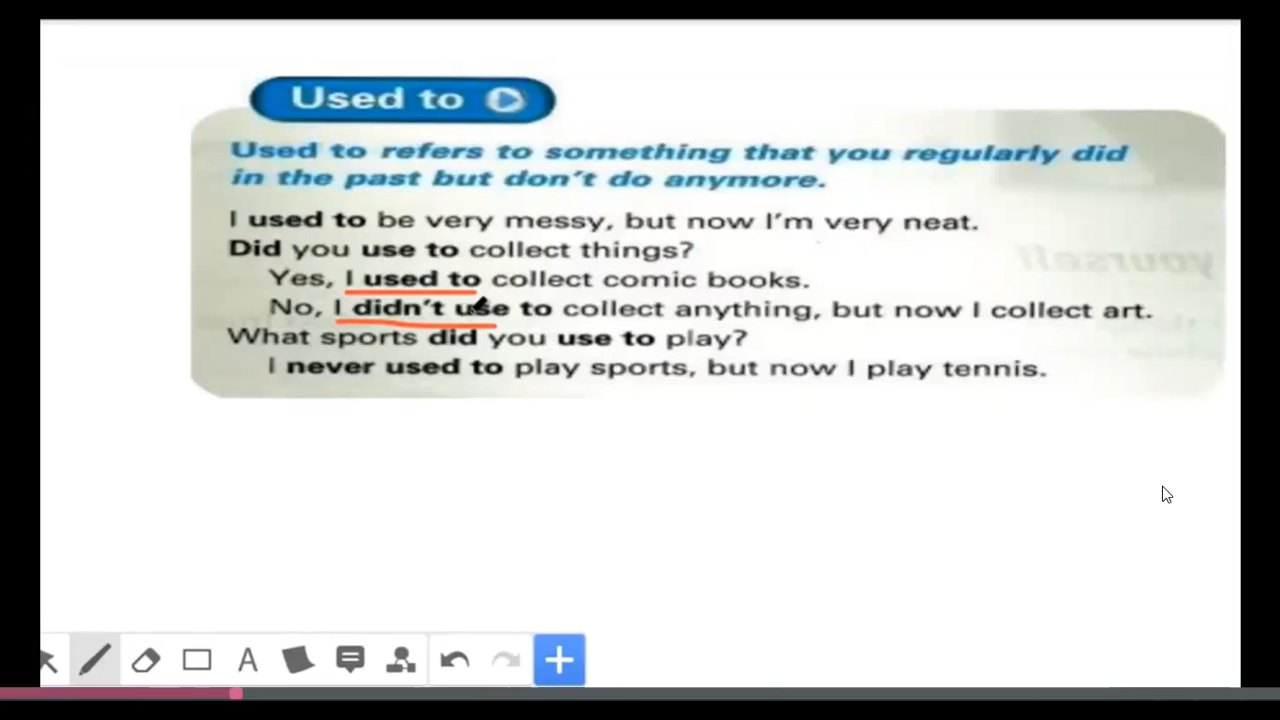 Used to
Used to refers to something that you regularly did
in the past but don't do anymore.
I used to be very messy, but now I'm very neat.
Did you use to collect things?
Yes, I used to collect comic books.
No, I didn't use to collect anything, but now I collect art.
What sports did you use to play?
I never used to play sports, but now I play tennis.
yourself
A